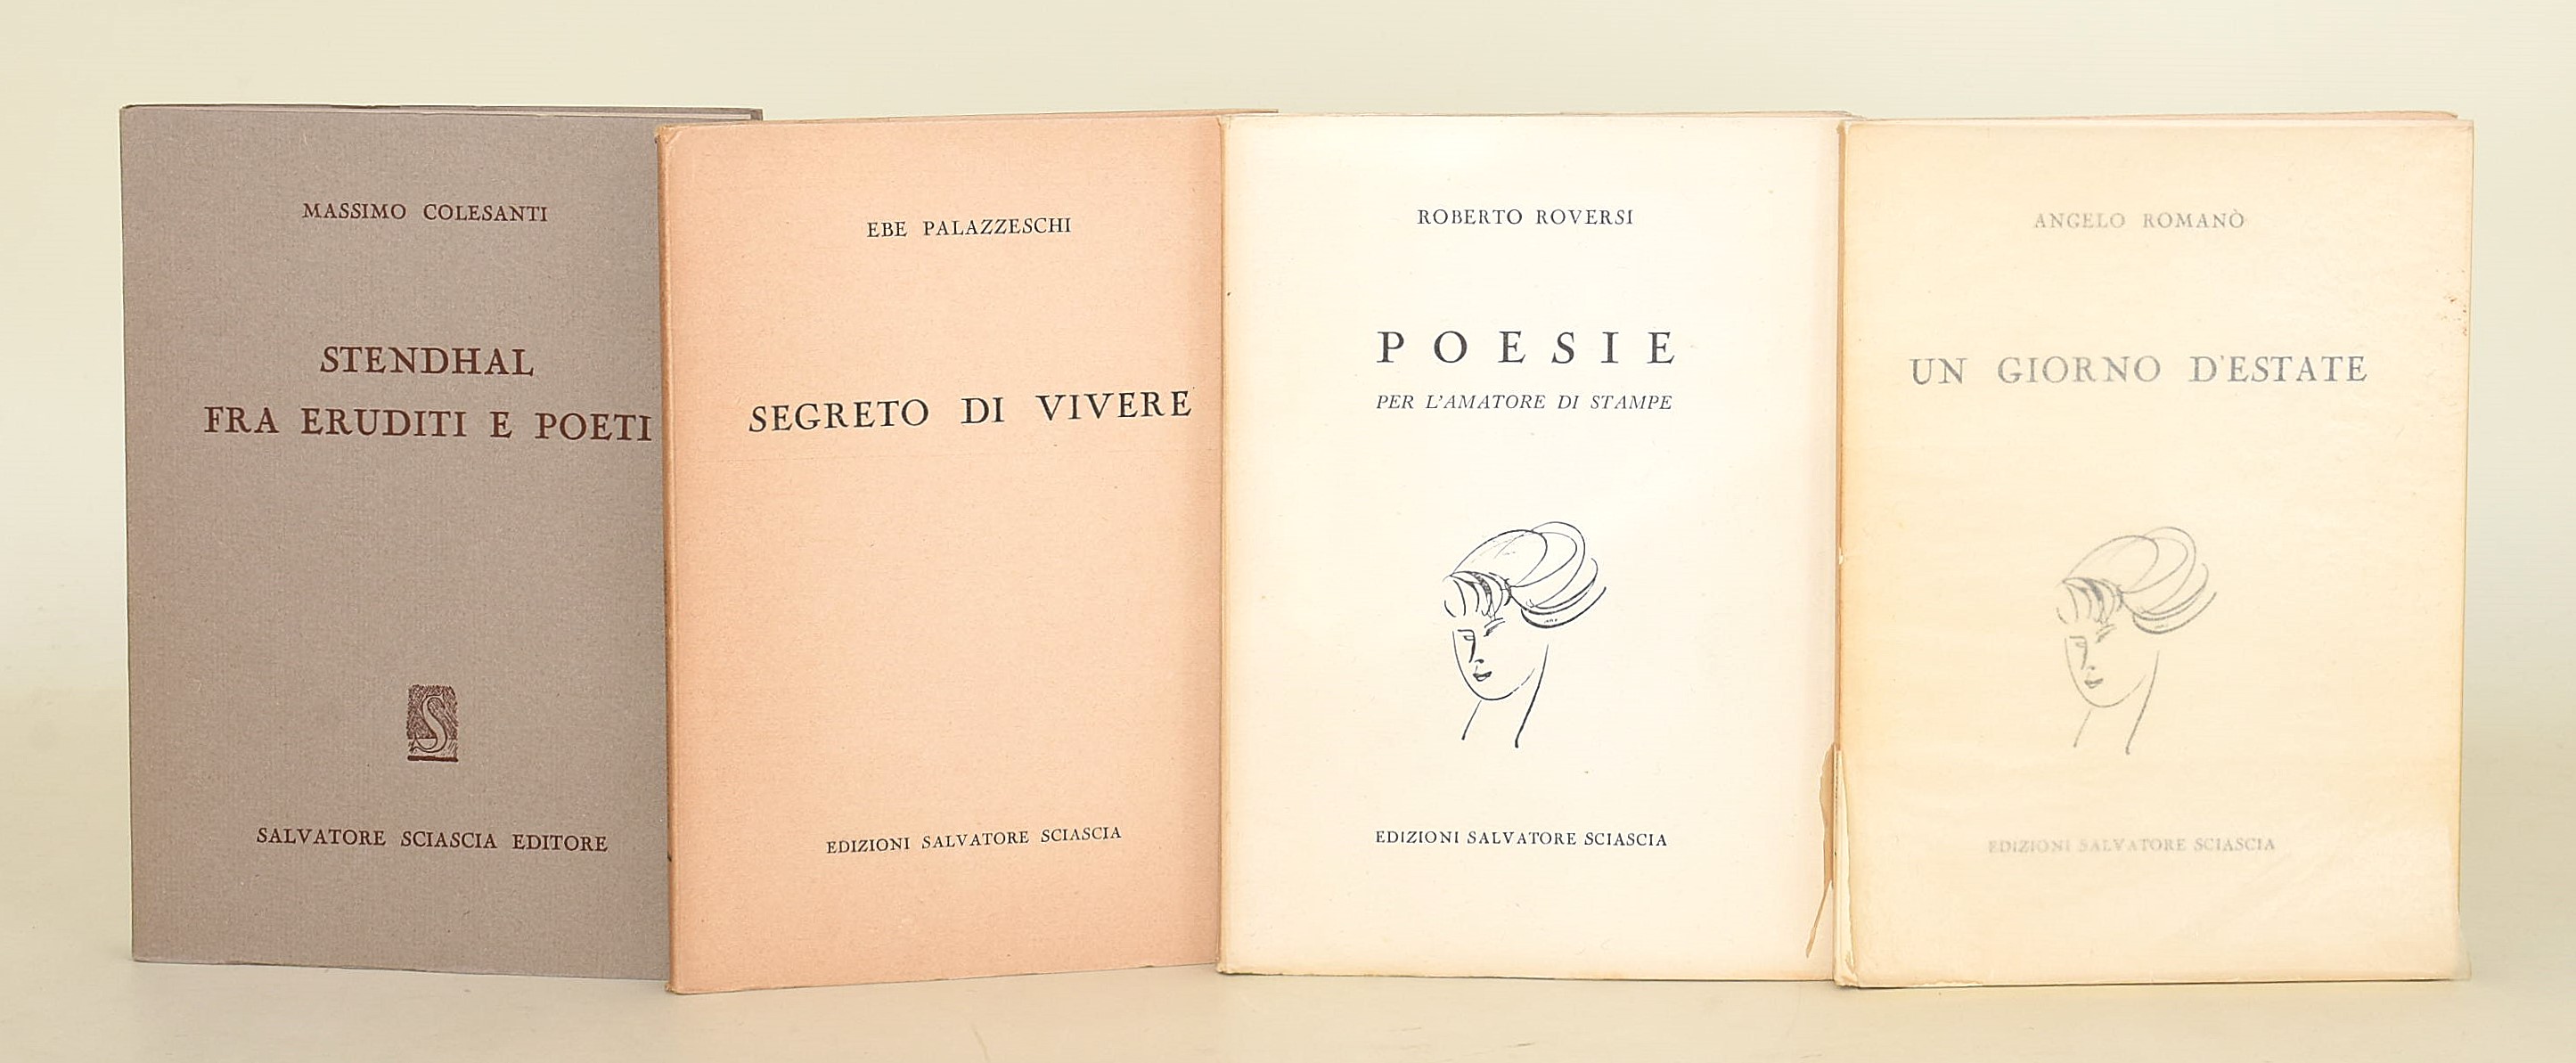 MASSIMO COLESANTI
STENDHAL
FRA ERUDITI E POETI
S
SALVATORE SCIASCIA EDITORE
EBE PALAZZESCHI
SEGRETO DI VIVERE
EDIZIONI SALVATORE SCIASCIA
ROBERTO ROVERSI
POESIE
PER L'AMATORE DI STAMPE
EDIZIONI SALVATORE SCIASCIA
ANGELO ROMANÒ
UN GIORNO D'ESTATE
EDIZIONI SALVATORE SCIASCIA